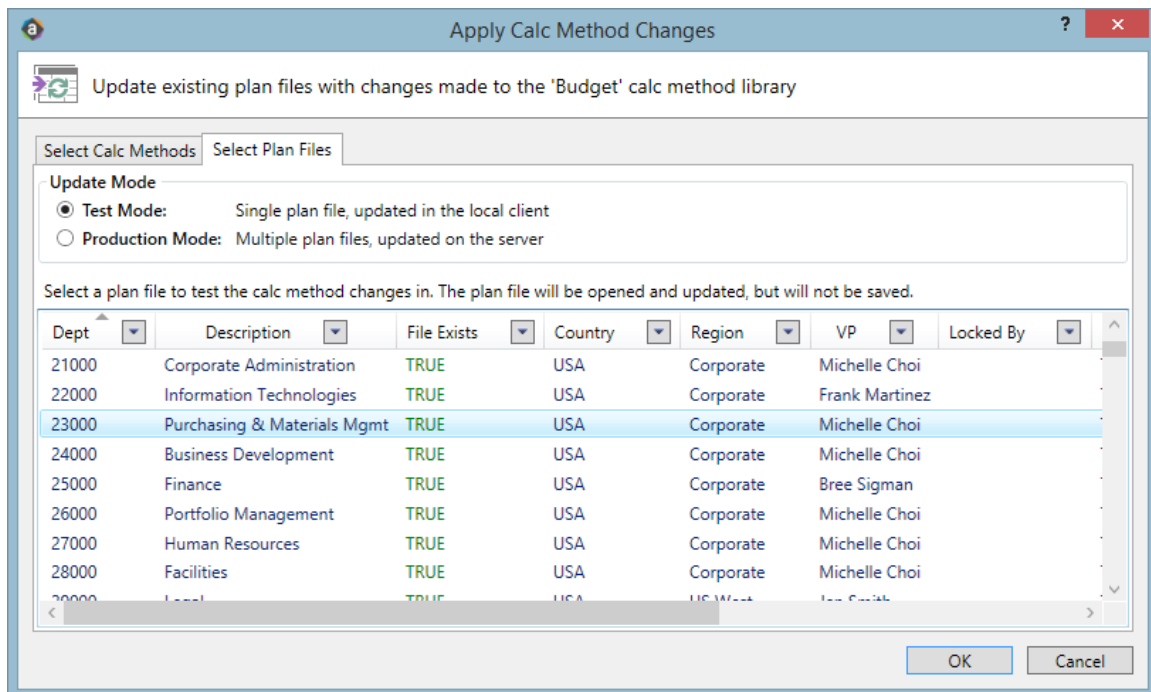 Apply Calc Method Changes ?
Update existing plan files with changes made to the 'Budget' calc method library
Select Calc Methods Select Plan Files
Update Mode
Test Mode: Single plan file, updated in the local client
Production Mode: Multiple plan files, updated on the server
Select a plan file to test the calc method changes in. The plan file will be opened and updated, but will not be saved.
Dept Description File Exists Country Region VP Locked By
21000 Corporate Administration TRUE USA Corporate Michelle Choi
22000 Information Technologies TRUE USA Corporate Frank Martinez
23000 Purchasing & Materials Mgmt TRUE USA Corporate Michelle Choi
24000 Business Development TRUE USA Corporate Michelle Choi
25000 Finance TRUE USA Corporate Bree Sigman
26000 Portfolio Management TRUE USA Corporate Michelle Choi
27000 Human Resources TRUE USA Corporate Michelle Choi
28000 Facilities TRUE USA Corporate Michelle Choi
29000 Legal TRUE USA US West
OK Cancel